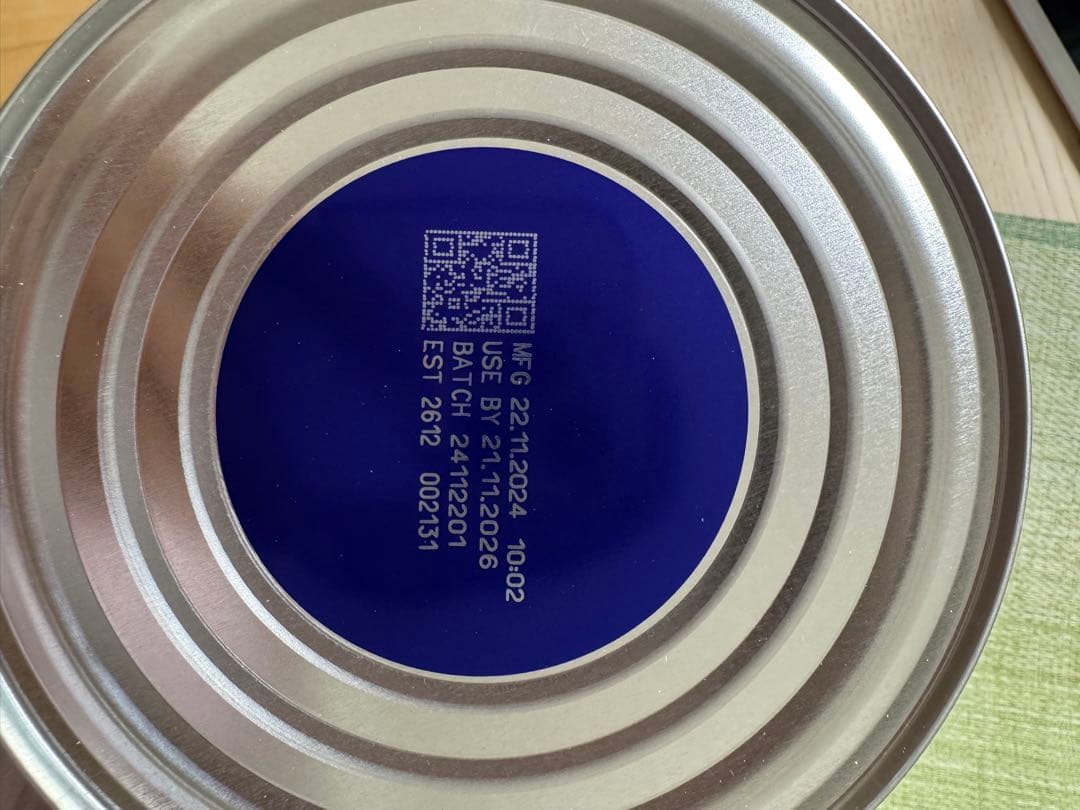 MFG 22.11.2024 10:02
USE BY 21.11.2026
BATCH 24112201
EST 2612 002131